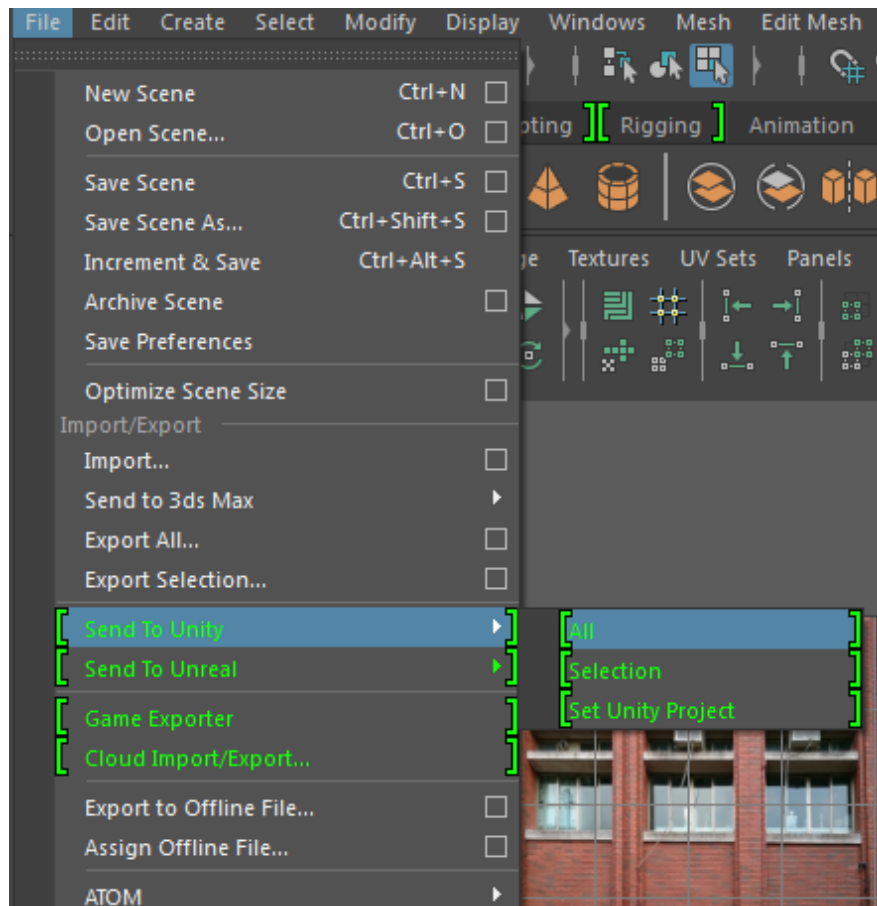 File Edit Create Select Modify Display Windows Mesh Edit Mesh
New Scene Ctrl+N
Open Scene... Ctrl+O
Rigging Animation
Save Scene Ctrl+S
Save Scene As... Ctrl+Shift+S
Increment & Save Ctrl+Alt+S
Textures UV Sets Panels
Archive Scene
Save Preferences
Optimize Scene Size
Import/Export
Import...
Send to 3ds Max
Export All...
Export Selection...
Send To Unity All
Send To Unreal Selection
Game Exporter Set Unity Project
Cloud Import/Export...
Export to Offline File...
Assign Offline File...
ATOM